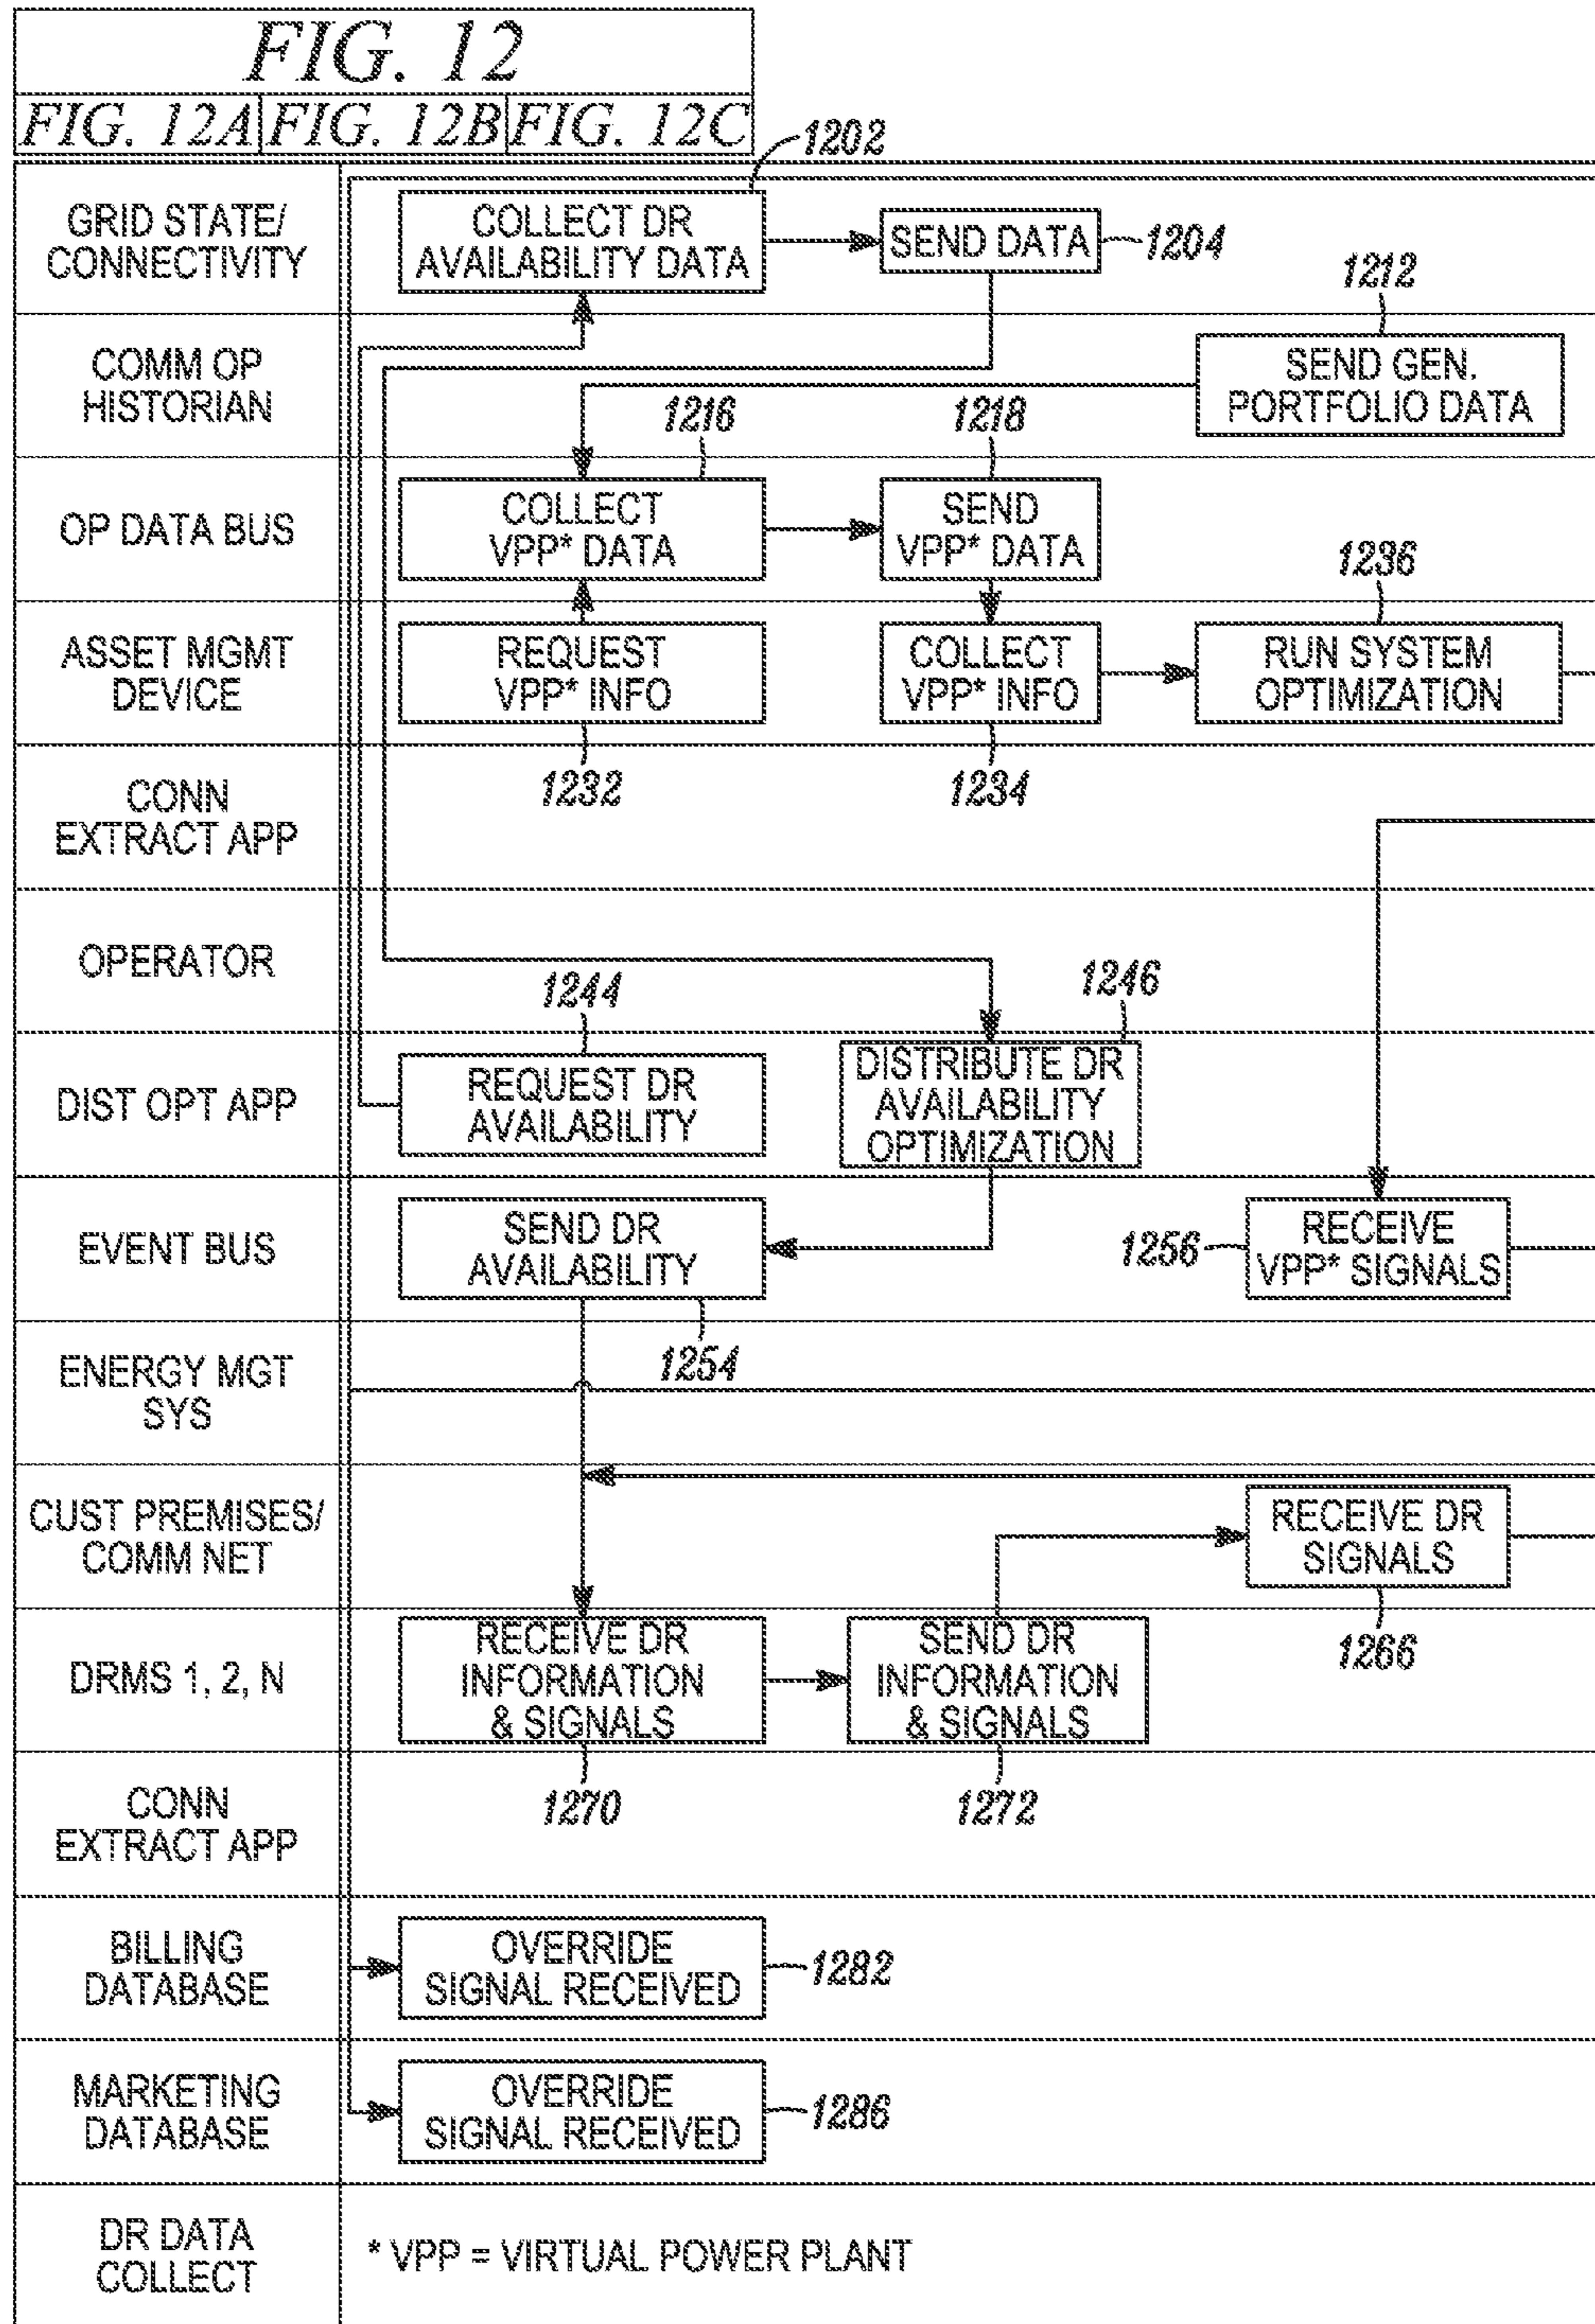 FIG. 12
FIG. 12A FIG. 12B FIG. 12C
1202
GRID STATE/
CONNECTIVITY
COLLECT DR
AVAILABILITY DATA
SEND DATA
1204
1212
COMM OP
HISTORIAN
SEND GEN.
PORTFOLIO DATA
1216
1218
OP DATA BUS
COLLECT
VPP* DATA
SEND
VPP* DATA
1236
ASSET MGMT
DEVICE
REQUEST
VPP* INFO
COLLECT
VPP* INFO
RUN SYSTEM
OPTIMIZATION
1232
1234
CONN
EXTRACT APP
OPERATOR
1244
1246
DIST OPT APP
REQUEST DR
AVAILABILITY
DISTRIBUTE DR
AVAILABILITY
OPTIMIZATION
EVENT BUS
SEND DR
AVAILABILITY
1256
RECEIVE
VPP* SIGNALS
1254
ENERGY MGT
SYS
CUST PREMISES/
COMM NET
RECEIVE DR
SIGNALS
1266
DRMS 1, 2, N
RECEIVE DR
INFORMATION
& SIGNALS
SEND DR
INFORMATION
& SIGNALS
1270
1272
CONN
EXTRACT APP
BILLING
DATABASE
OVERRIDE
SIGNAL RECEIVED
1282
MARKETING
DATABASE
OVERRIDE
SIGNAL RECEIVED
1286
DR DATA
COLLECT
* VPP = VIRTUAL POWER PLANT